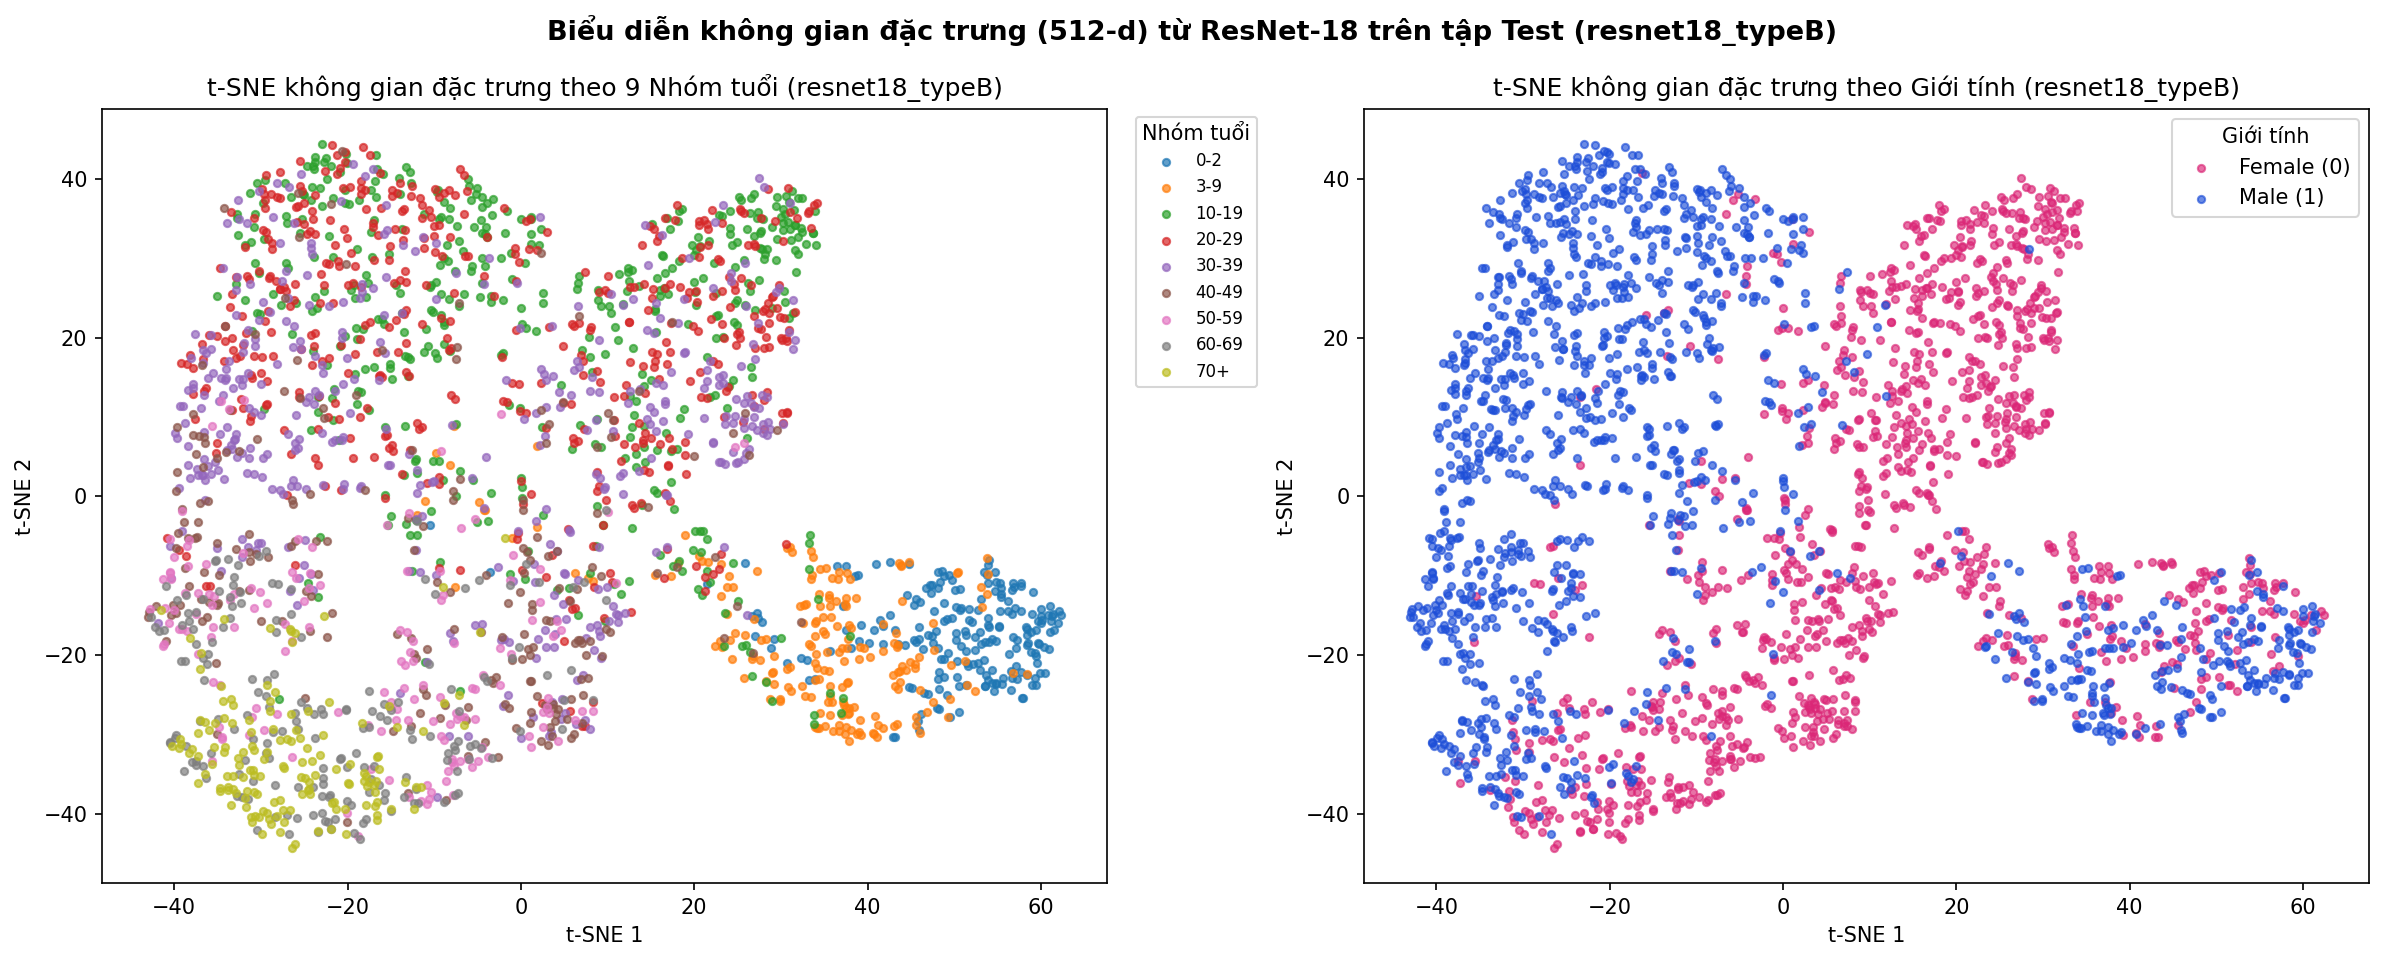 Biểu diễn không gian đặc trưng (512-d) từ ResNet-18 trên tập Test (resnet18_typeB)
t-SNE không gian đặc trưng theo 9 Nhóm tuổi (resnet18_typeB)
40
20
0
−20
−40
t-SNE 2
−40
−20
0
20
40
60
t-SNE 1
Nhóm tuổi
0-2
3-9
10-19
20-29
30-39
40-49
50-59
60-69
70+
t-SNE không gian đặc trưng theo Giới tính (resnet18_typeB)
Giới tính
Female (0)
Male (1)
40
20
0
−20
−40
t-SNE 2
−40
−20
0
20
40
60
t-SNE 1